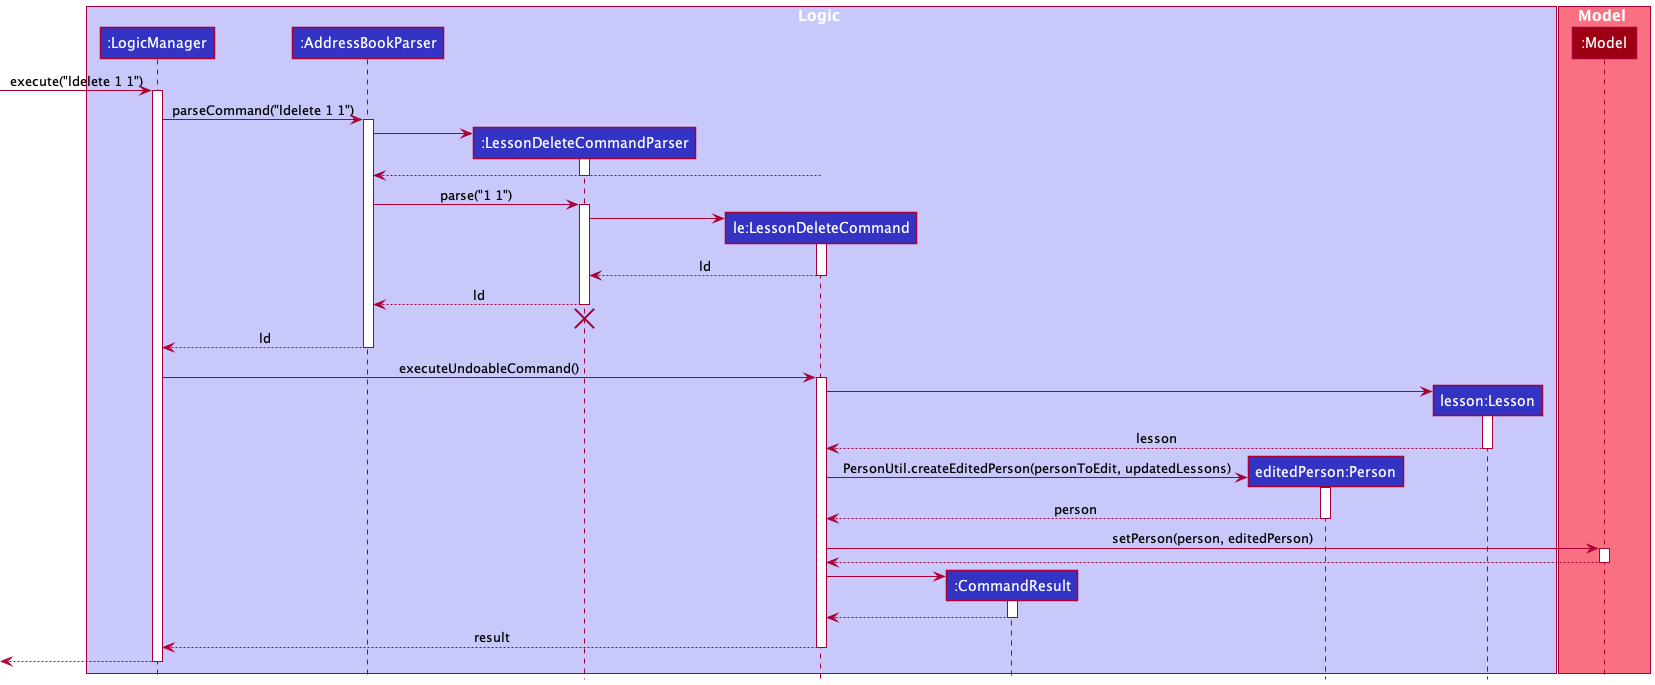 Logic
Model
:LogicManager
:AddressBookParser
:Model
execute("ldelete 1 1")
parseCommand("ldelete 1 1")
:LessonDeleteCommandParser
parse("1 1")
le:LessonDeleteCommand
ld
ld
ld
executeUndoableCommand()
lesson:Lesson
lesson
PersonUtil.createEditedPerson(personToEdit, updatedLessons)
editedPerson:Person
person
setPerson(person, editedPerson)
:CommandResult
result